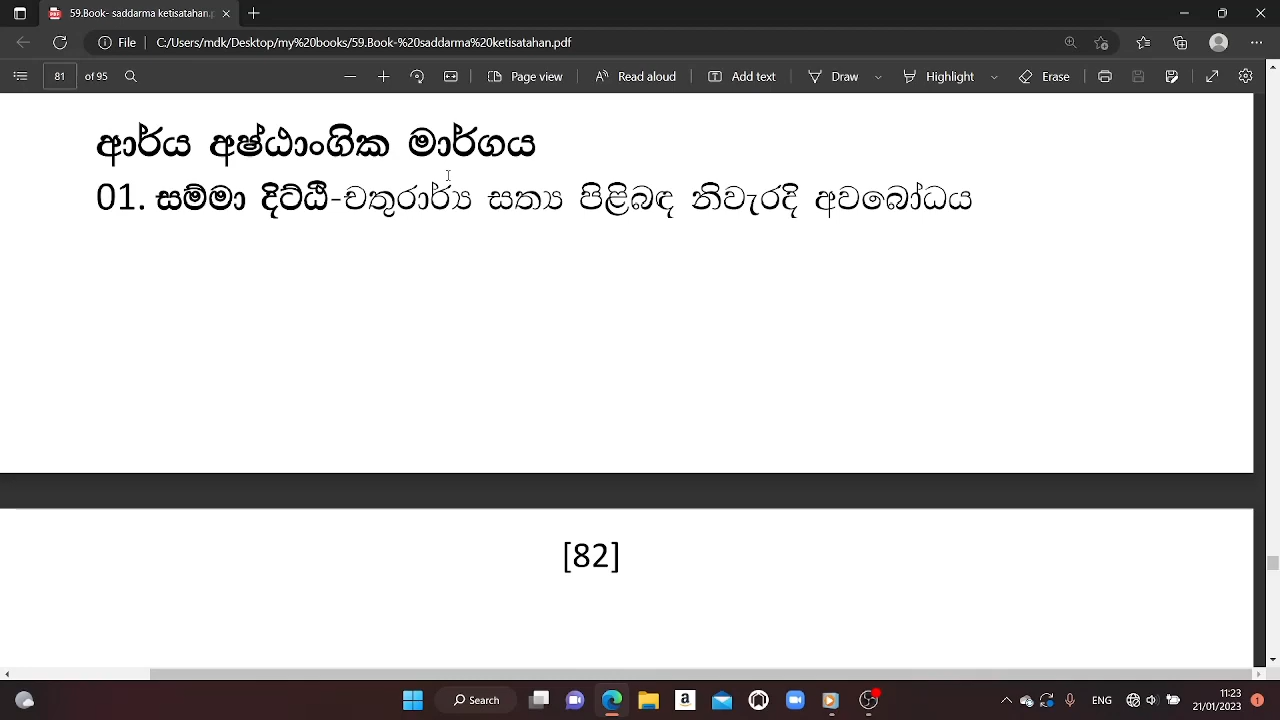 59.Book- saddarma ketisatahan.p
File C:/Users/mdk/Desktop/my%20books/59.Book-%20saddarma%20ketisatahan.pdf
81 of 95 Page view Read aloud Add text Draw Highlight Erase
ආර්ය අෂ්ඨාංගික මාර්ගය
01. සම්මා දිට්ඨි-චතුරාර්ය්‍ය සත්‍ය පිළිබඳ නිවැරදි අවබෝධය
[82]
Search ENG 11:23
21/01/2023 1